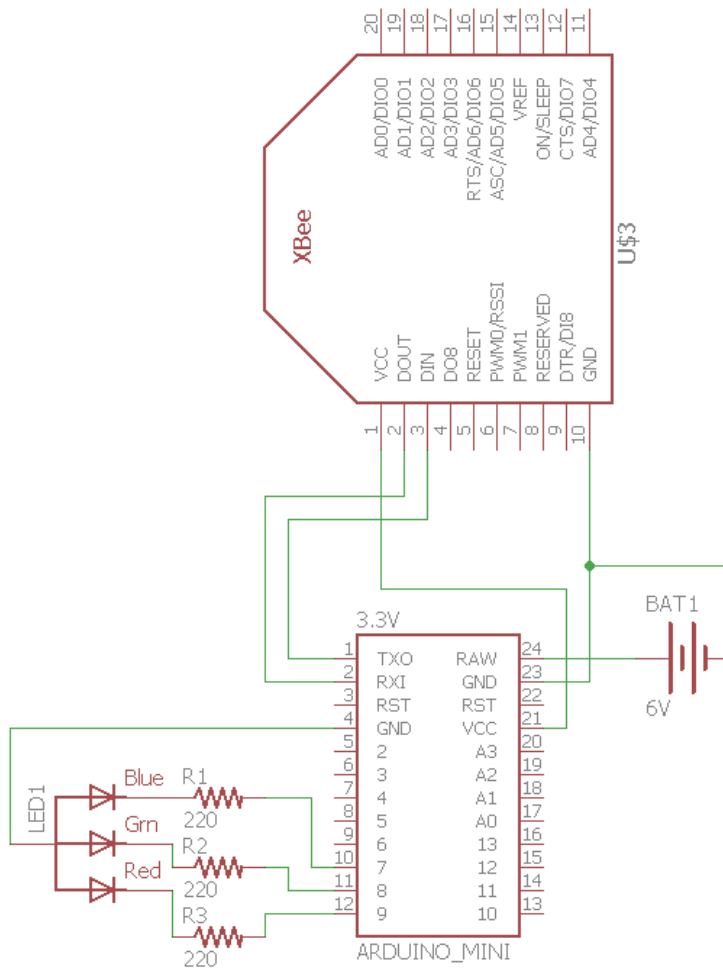 20
19
18
17
16
15
14
13
12
11
AD0/DIO0
AD1/DIO1
AD2/DIO2
AD3/DIO3
RTS/AD6/DIO6
ASC/AD5/DIO5
VREF
ON/SLEEP
CTS/DIO7
AD4/DIO4
XBee
U$3
VCC
DOUT
DIN
DO8
RESET
PWM0/RSSI
PWM1
RESERVED
DTR/DI8
GND
1
2
3
4
5
6
7
8
9
10
BAT1
6V
3.3V
1 TXO RAW 24
2 RXI GND 23
3 RST RST 22
4 GND VCC 21
5 2 A3 20
6 3 A2 19
7 4 A1 18
8 5 A0 17
9 6 13 16
10 7 12 15
11 8 11 14
12 9 10 13
ARDUINO_MINI
LED1
Blue
R1
220
Grn
R2
220
Red
R3
220